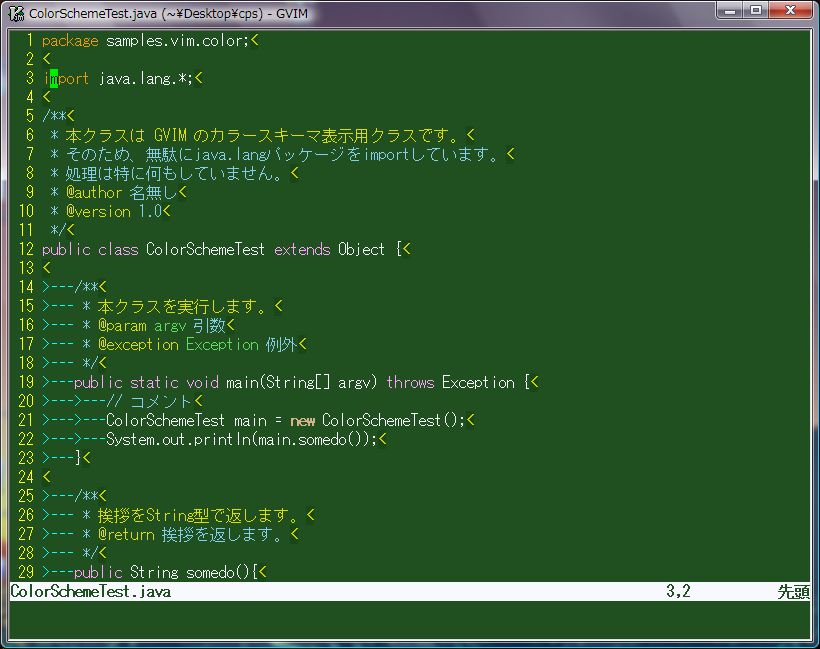 ColorSchemeTest.java (~¥Desktop¥cps) - GVIM
1 package samples.vim.color;<
2 <
3 import java.lang.*;<
4 <
5 /**<
6  * 本クラスは GVIM のカラースキーマ表示用クラスです。<
7  * そのため、無駄にjava.langパッケージをimportしています。<
8  * 処理は特に何もしていません。<
9  * @author 名無し<
10  * @version 1.0<
11  */<
12 public class ColorSchemeTest extends Object {<
13 <
14 >---/**<
15 >--- * 本クラスを実行します。<
16 >--- * @param argv 引数<
17 >--- * @exception Exception 例外<
18 >--- */<
19 >---public static void main(String[] argv) throws Exception {<
20 >--->---// コメント<
21 >--->---ColorSchemeTest main = new ColorSchemeTest();<
22 >--->---System.out.println(main.somedo());<
23 >---}<
24 <
25 >---/**<
26 >--- * 挨拶をString型で返します。<
27 >--- * @return 挨拶を返します。<
28 >--- */<
29 >---public String somedo(){<
ColorSchemeTest.java 3,2 先頭